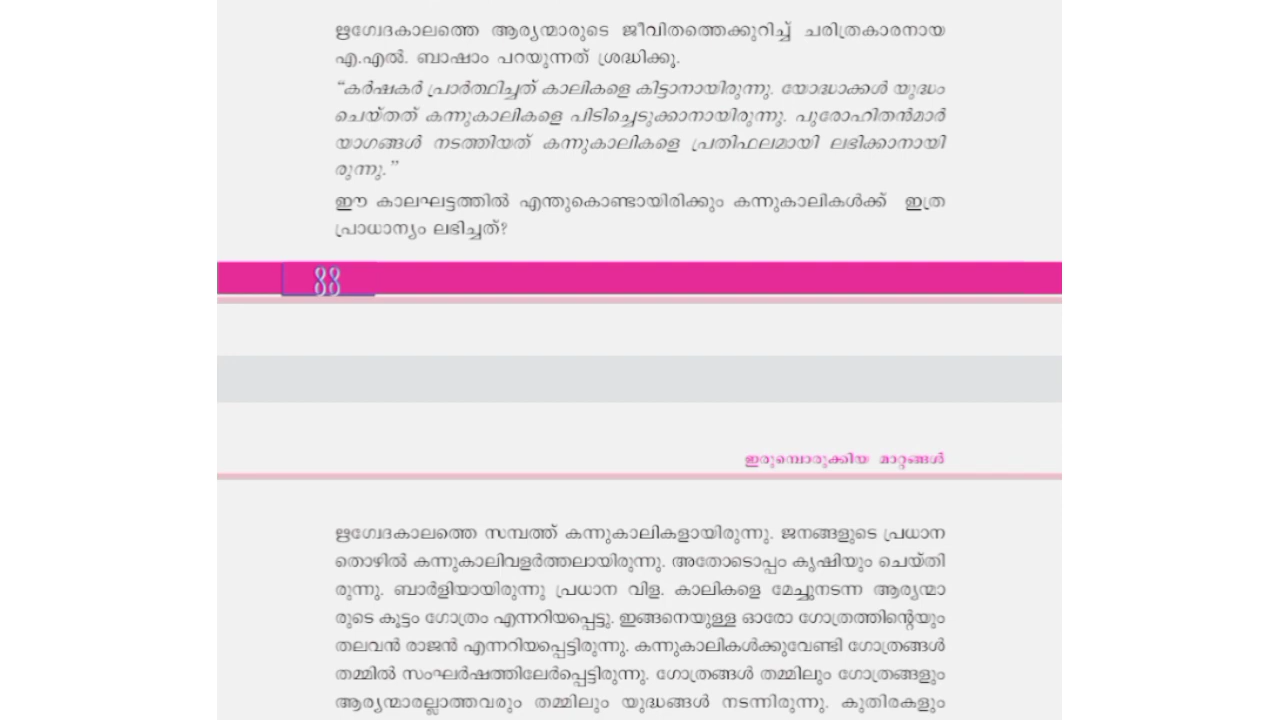 ഋഗ്വേദകാലത്തെ ആര്യന്മാരുടെ ജീവിതത്തെക്കുറിച്ച് ചരിത്രകാരനായ
എ.എൽ. ബാഷാം പറയുന്നത് ശ്രദ്ധിക്കൂ.
“കർഷകർ പ്രാർത്ഥിച്ചത് കാലികളെ കിട്ടാനായിരുന്നു. യോദ്ധാക്കൾ യുദ്ധം
ചെയ്തത് കന്നുകാലികളെ പിടിച്ചെടുക്കാനായിരുന്നു. പുരോഹിതൻമാർ
യാഗങ്ങൾ നടത്തിയത് കന്നുകാലികളെ പ്രതിഫലമായി ലഭിക്കാനായി
രുന്നു.”
ഈ കാലഘട്ടത്തിൽ എന്തുകൊണ്ടായിരിക്കും കന്നുകാലികൾക്ക് ഇത്ര
പ്രാധാന്യം ലഭിച്ചത്?
88
ഇരുമ്പൊരുക്കിയ മാറ്റങ്ങൾ
ഋഗ്വേദകാലത്തെ സമ്പത്ത് കന്നുകാലികളായിരുന്നു. ജനങ്ങളുടെ പ്രധാന
തൊഴിൽ കന്നുകാലിവളർത്തലായിരുന്നു. അതോടൊപ്പം കൃഷിയും ചെയ്തി
രുന്നു. ബാർളിയായിരുന്നു പ്രധാന വിള. കാലികളെ മേച്ചുനടന്ന ആര്യന്മാ
രുടെ കൂട്ടം ഗോത്രം എന്നറിയപ്പെട്ടു. ഇങ്ങനെയുള്ള ഓരോ ഗോത്രത്തിന്റെയും
തലവൻ രാജൻ എന്നറിയപ്പെട്ടിരുന്നു. കന്നുകാലികൾക്കുവേണ്ടി ഗോത്രങ്ങൾ
തമ്മിൽ സംഘർഷത്തിലേർപ്പെട്ടിരുന്നു. ഗോത്രങ്ങൾ തമ്മിലും ഗോത്രങ്ങളും
ആര്യന്മാരല്ലാത്തവരും തമ്മിലും യുദ്ധങ്ങൾ നടന്നിരുന്നു. കുതിരകളും